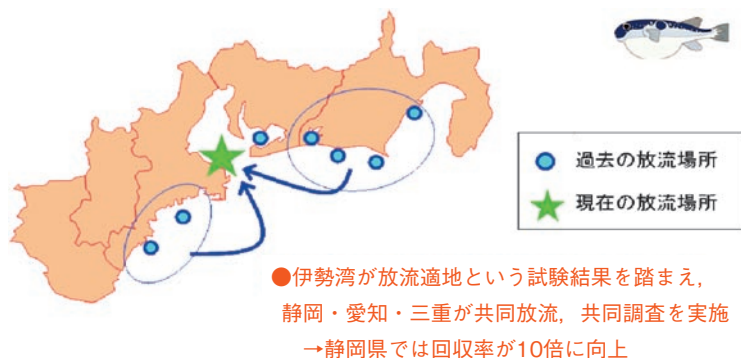 過去の放流場所
現在の放流場所
●伊勢湾が放流適地という試験結果を踏まえ,
静岡・愛知・三重が共同放流,共同調査を実施
→静岡県では回収率が10倍に向上